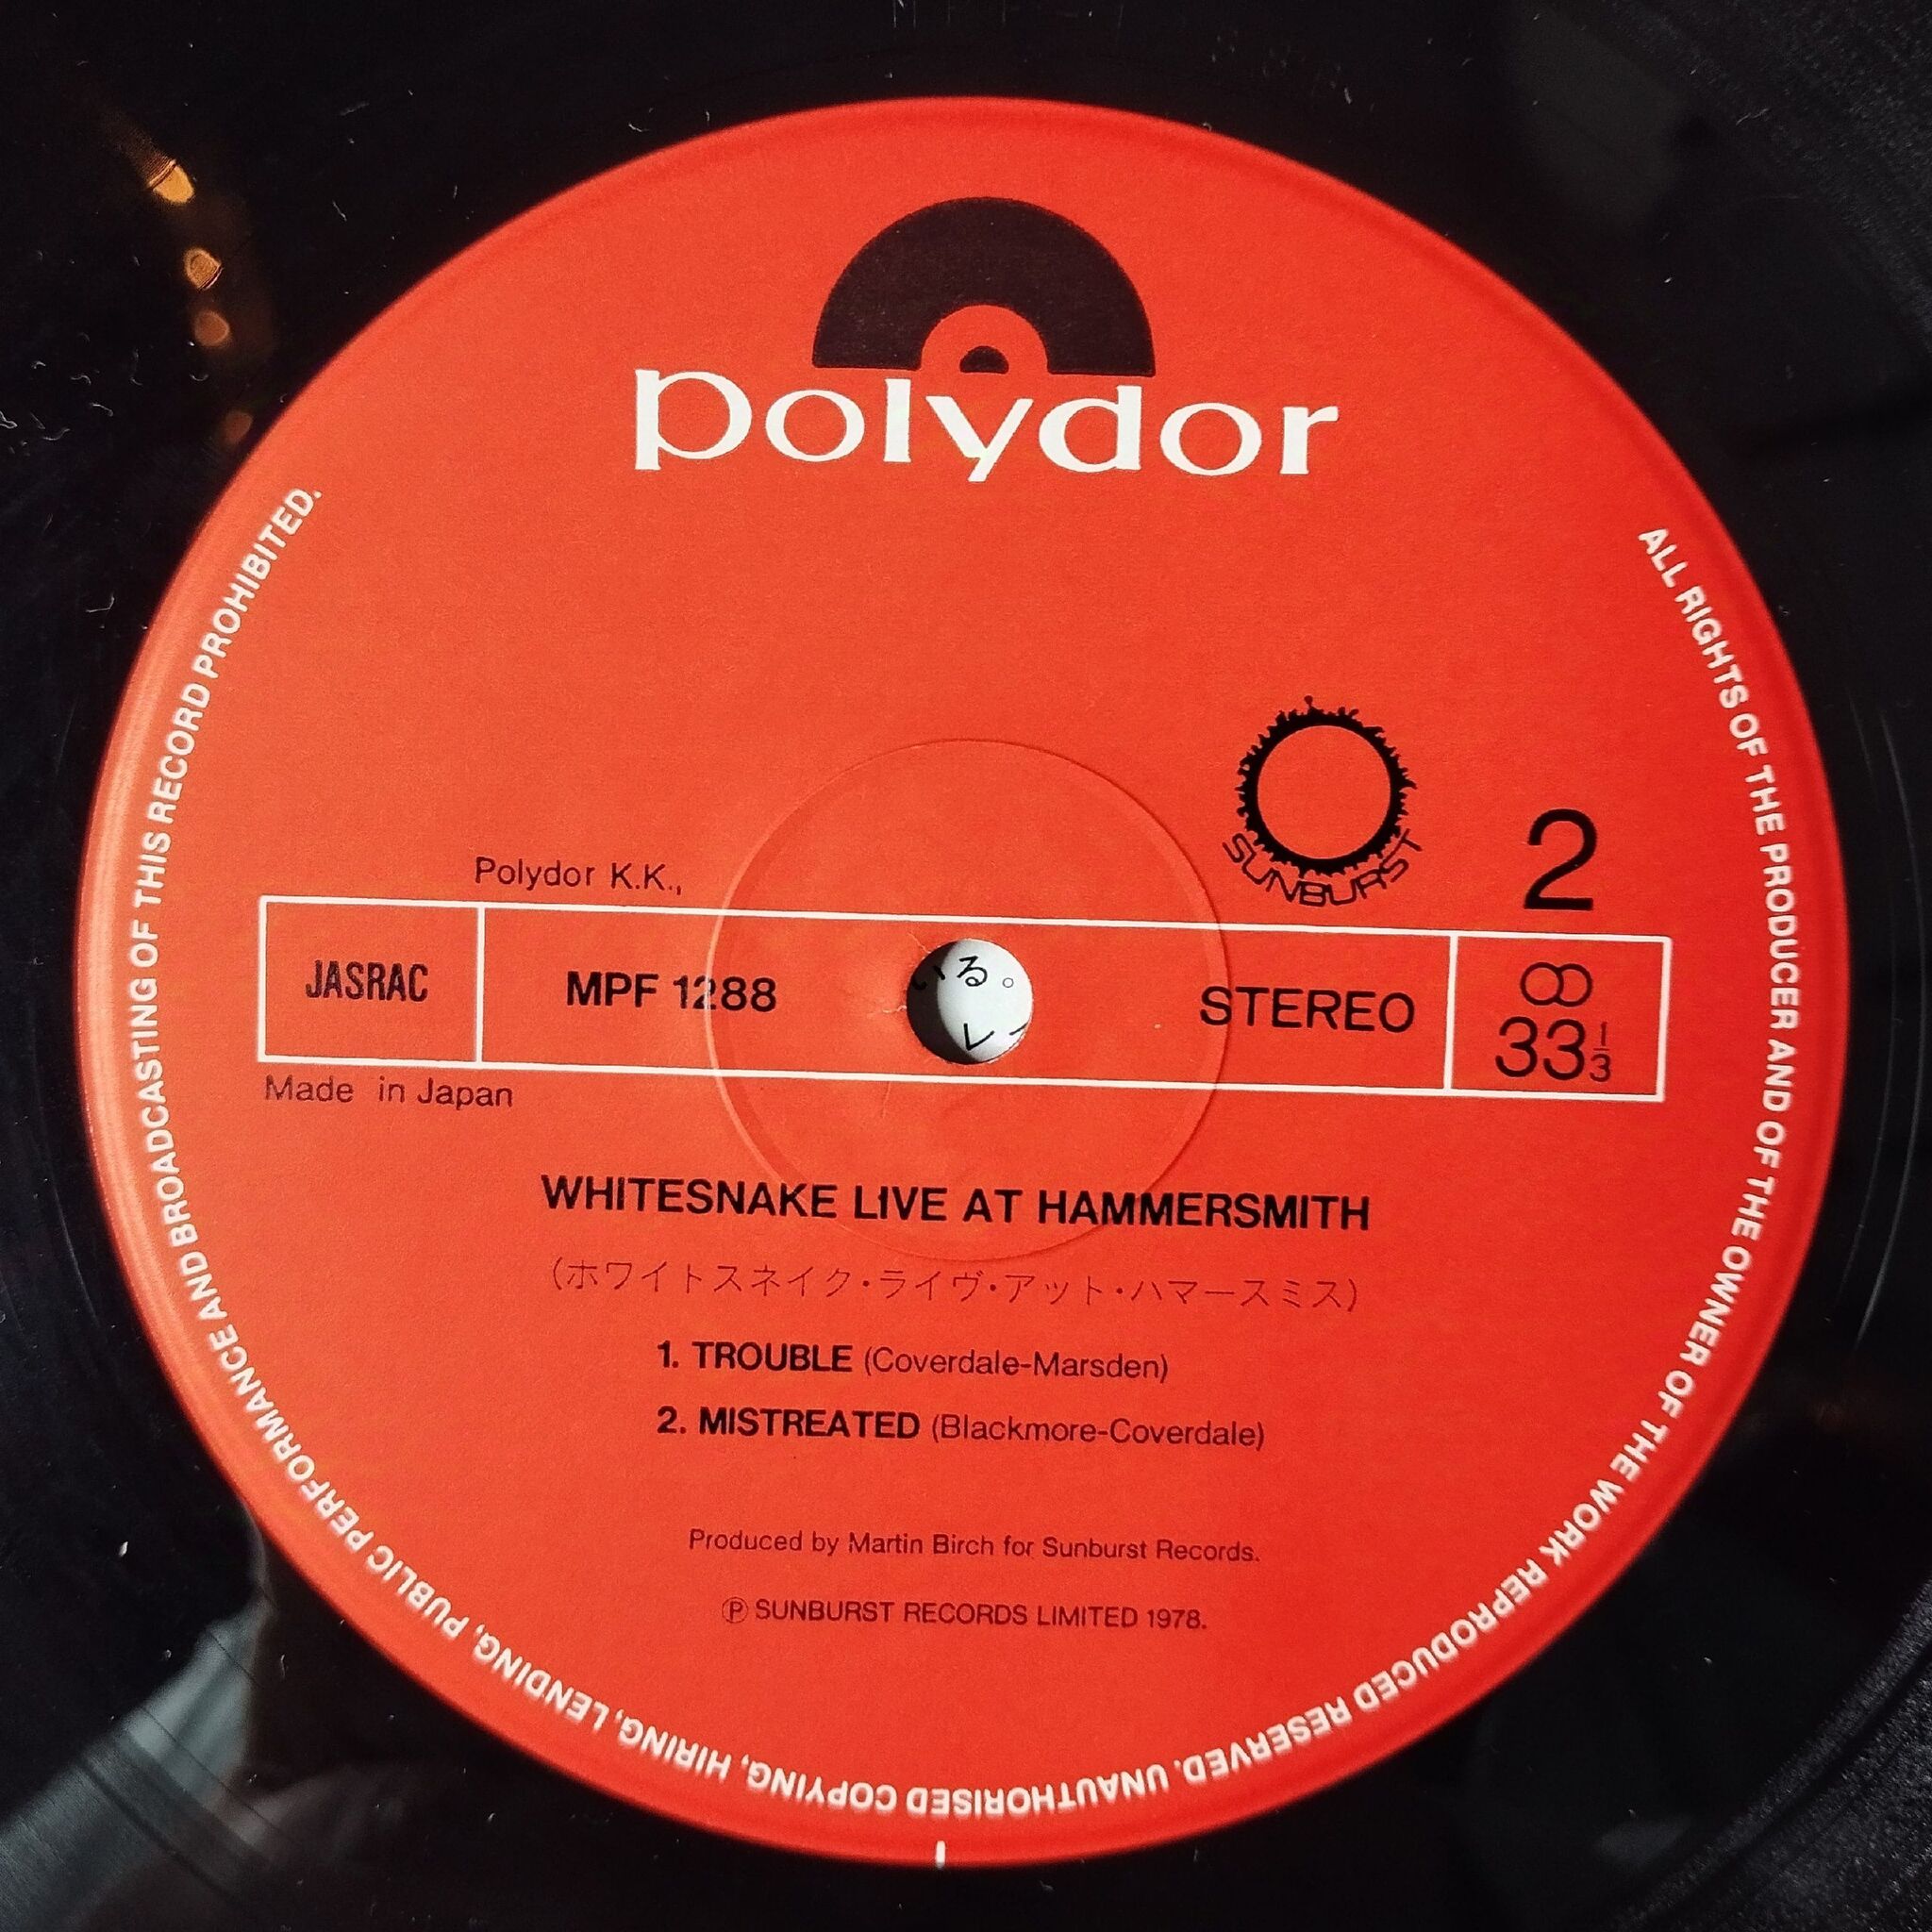 polydor
SUNBURST
2
Polydor K.K.,
JASRAC
MPF 1288
STEREO
33 1/3
Made in Japan
WHITESNAKE LIVE AT HAMMERSMITH
(ホワイトスネイク・ライヴ・アット・ハマースミス)
1. TROUBLE (Coverdale-Marsden)
2. MISTREATED (Blackmore-Coverdale)
Produced by Martin Birch for Sunburst Records.
Ⓟ SUNBURST RECORDS LIMITED 1978.
ALL RIGHTS OF THE PRODUCER AND OF THE OWNER OF THE WORK REPRODUCED RESERVED. UNAUTHORISED COPYING, HIRING, LENDING, PUBLIC PERFORMANCE AND BROADCASTING OF THIS RECORD PROHIBITED.